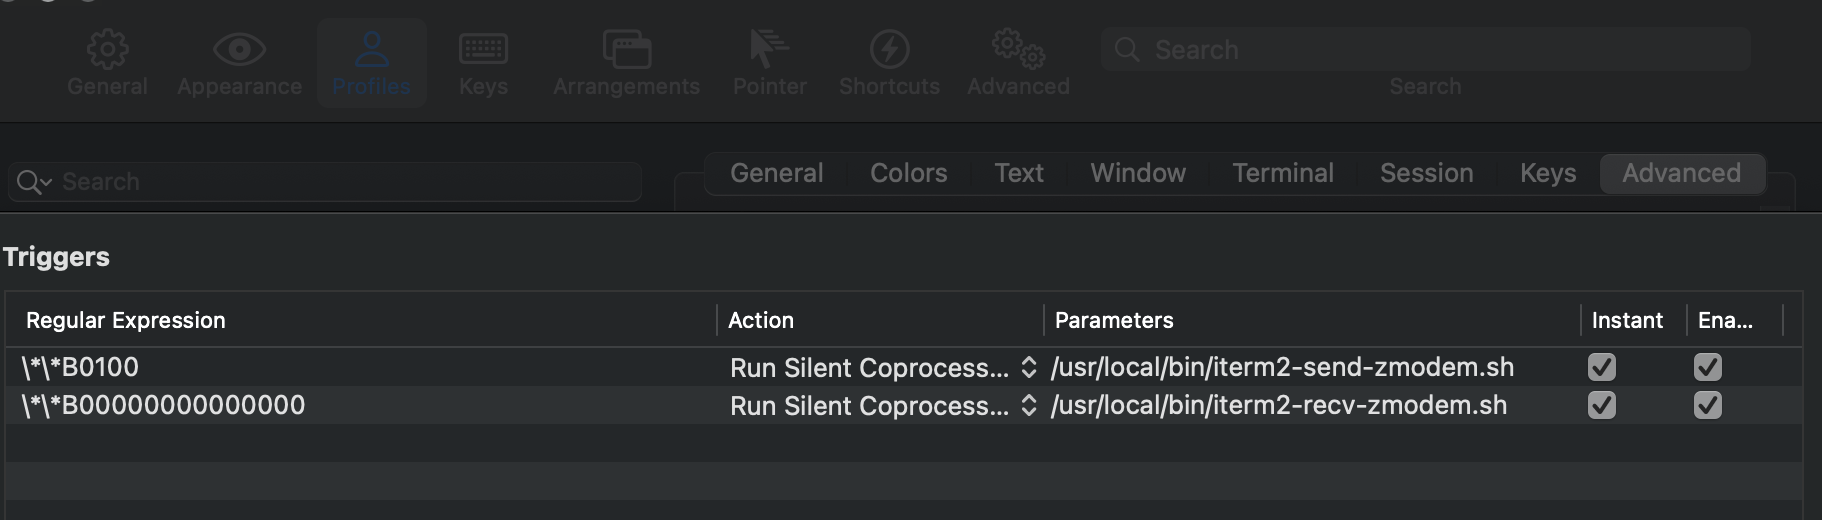 General Appearance Profiles Keys Arrangements Pointer Shortcuts Advanced Search
Search
Search General Colors Text Window Terminal Session Keys Advanced
Triggers
Regular Expression Action Parameters Instant Ena...
\*\*B0100 Run Silent Coprocess... /usr/local/bin/iterm2-send-zmodem.sh
\*\*B00000000000000 Run Silent Coprocess... /usr/local/bin/iterm2-recv-zmodem.sh